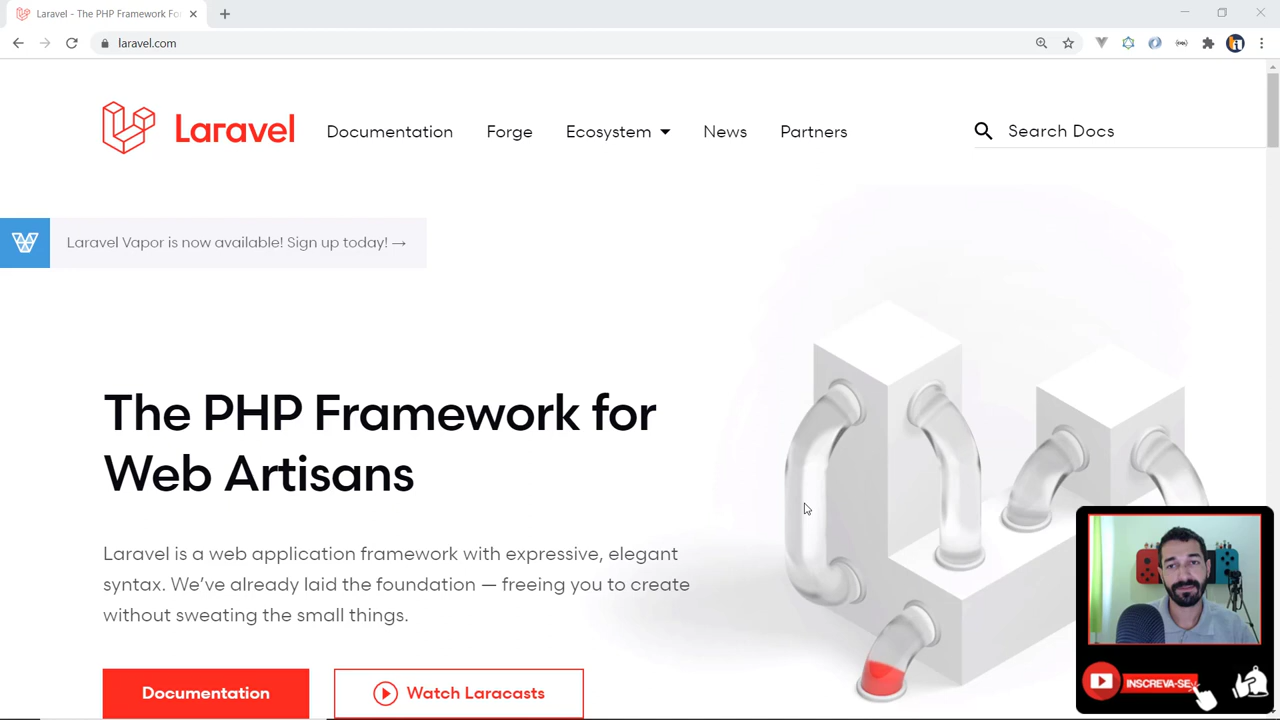 Laravel - The PHP Framework Fo
laravel.com
Laravel
Documentation
Forge
Ecosystem
News
Partners
Search Docs
Laravel Vapor is now available! Sign up today! →
The PHP Framework for
Web Artisans
Laravel is a web application framework with expressive, elegant
syntax. We’ve already laid the foundation — freeing you to create
without sweating the small things.
Documentation
Watch Laracasts
INSCREVA-SE